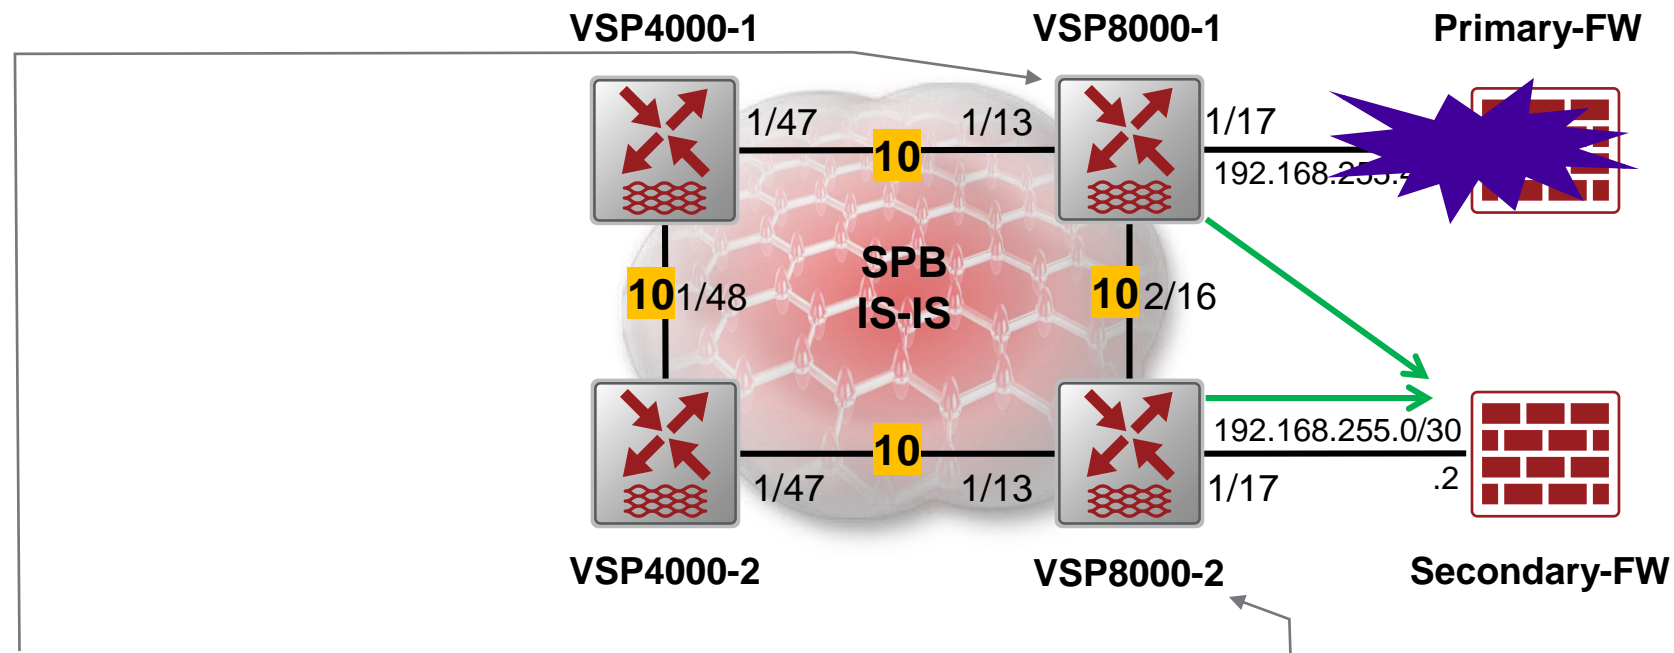 VSP4000-1
VSP8000-1
Primary-FW
1/47
10
1/13
1/17
192.168.255.
SPB
IS-IS
10
1/48
10
2/16
1/47
10
1/13
192.168.255.0/30
.2
1/17
VSP4000-2
VSP8000-2
Secondary-FW